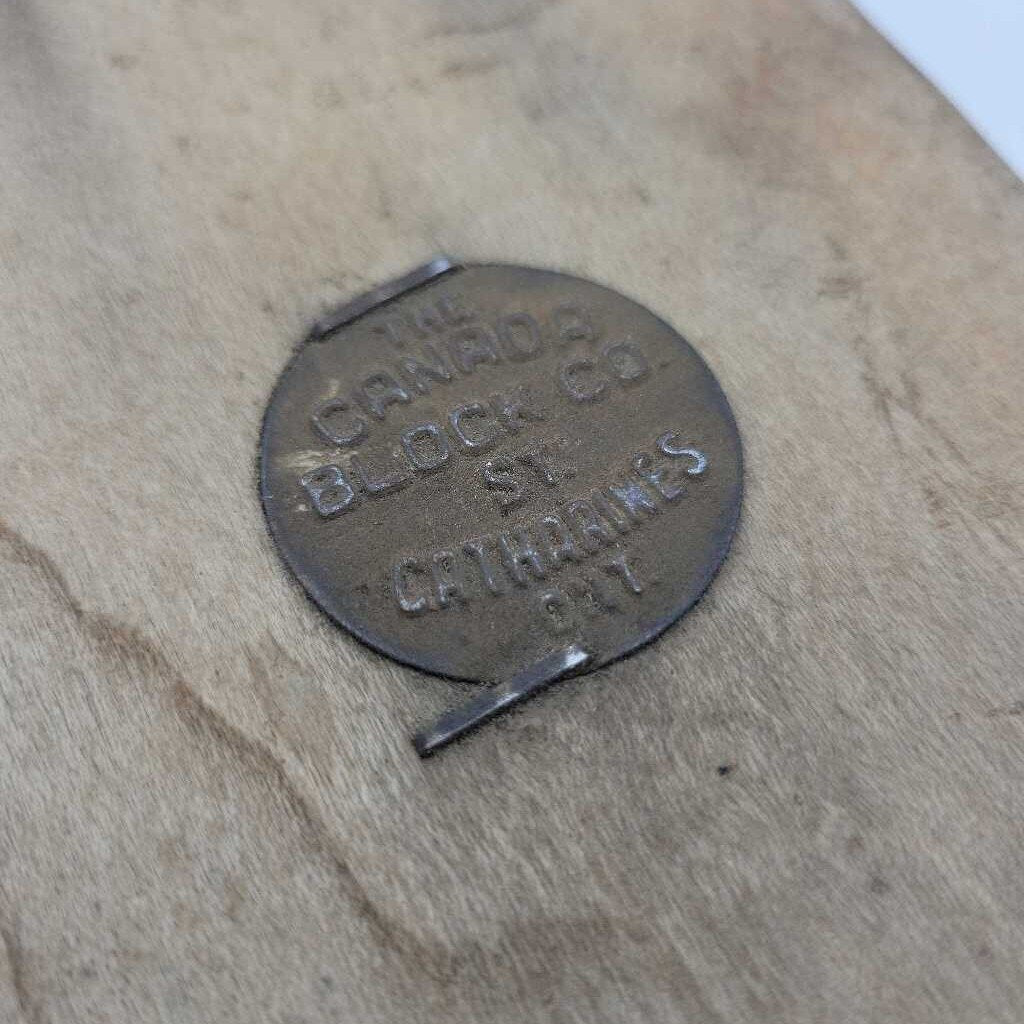 THE
CANADA
BLOCK CO.
ST.
CATHARINES
ONT.